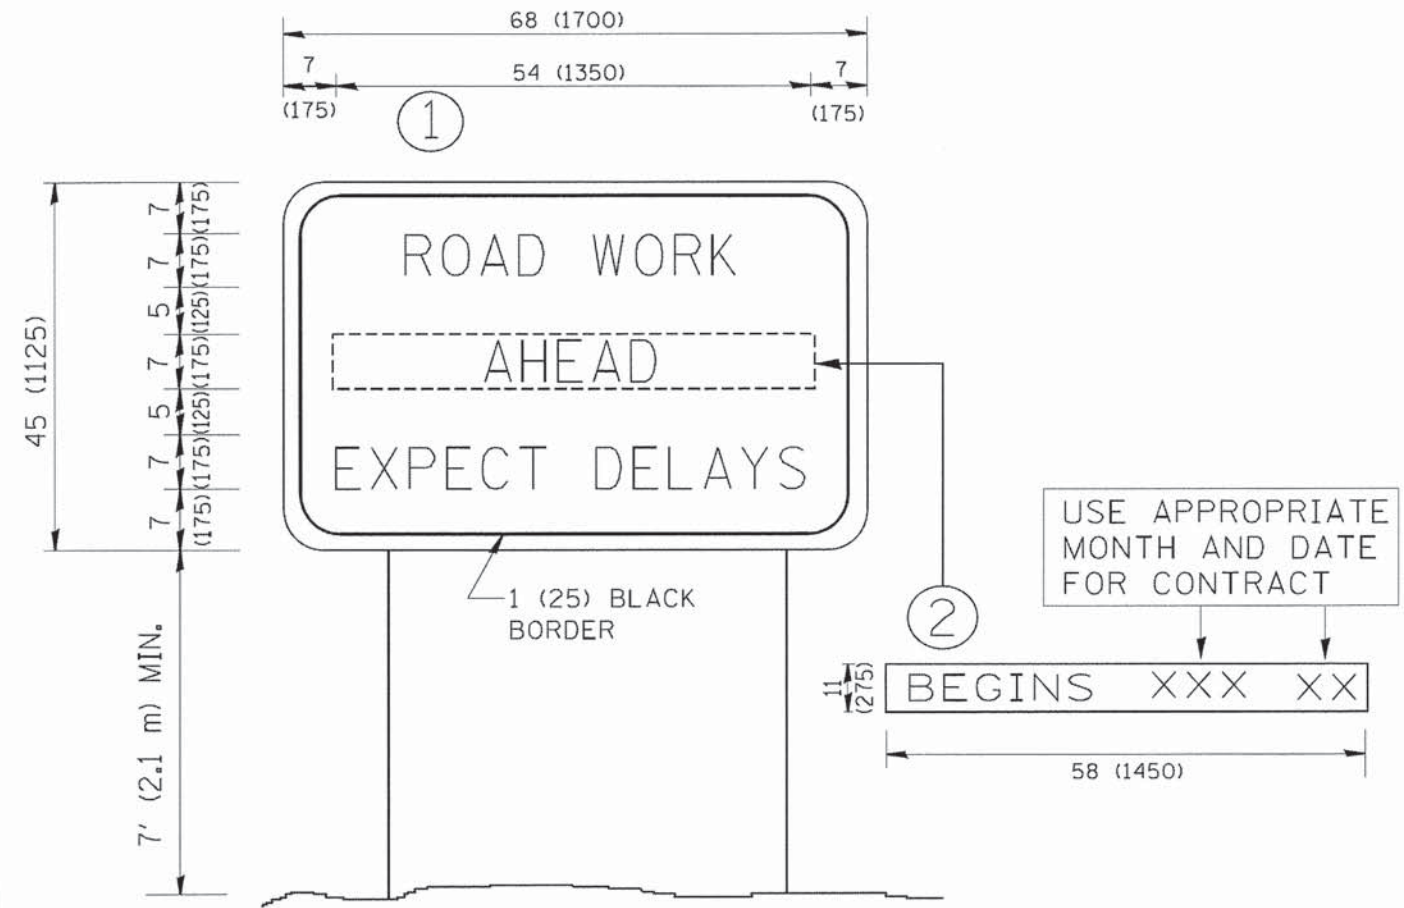 68 (1700)
7
54 (1350)
7
(175)
(175)
1
45 (1125)
7
(175)
7
(175)
5
(125)
7
(175)
5
(125)
7
(175)
7
(175)
7' (2.1 m) MIN.
ROAD WORK
AHEAD
EXPECT DELAYS
1 (25) BLACK
BORDER
2
USE APPROPRIATE
MONTH AND DATE
FOR CONTRACT
11
(275)
BEGINS XXX XX
58 (1450)